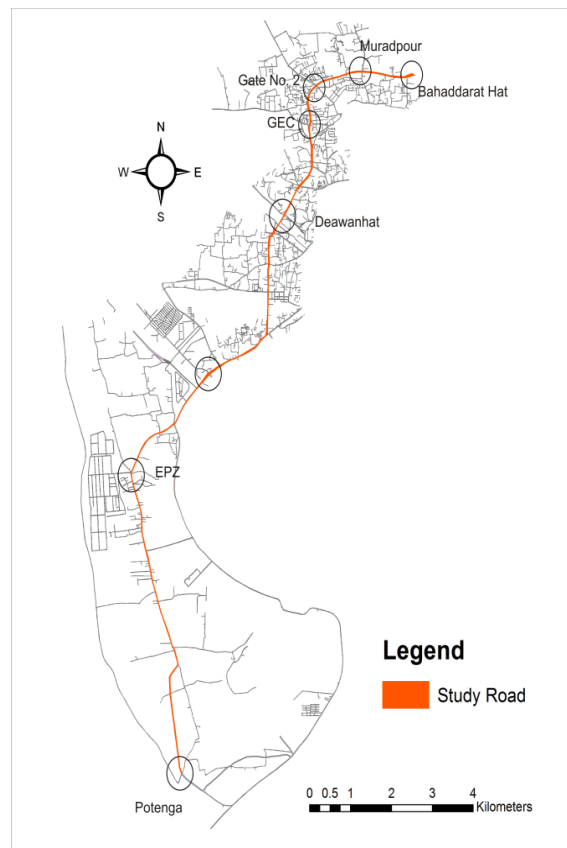 Muradpour
Gate No. 2
Bahaddarat Hat
GEC
N
W E
S
Deawanhat
EPZ
Legend
Study Road
Potenga
0 0.5 1 2 3 4
Kilometers